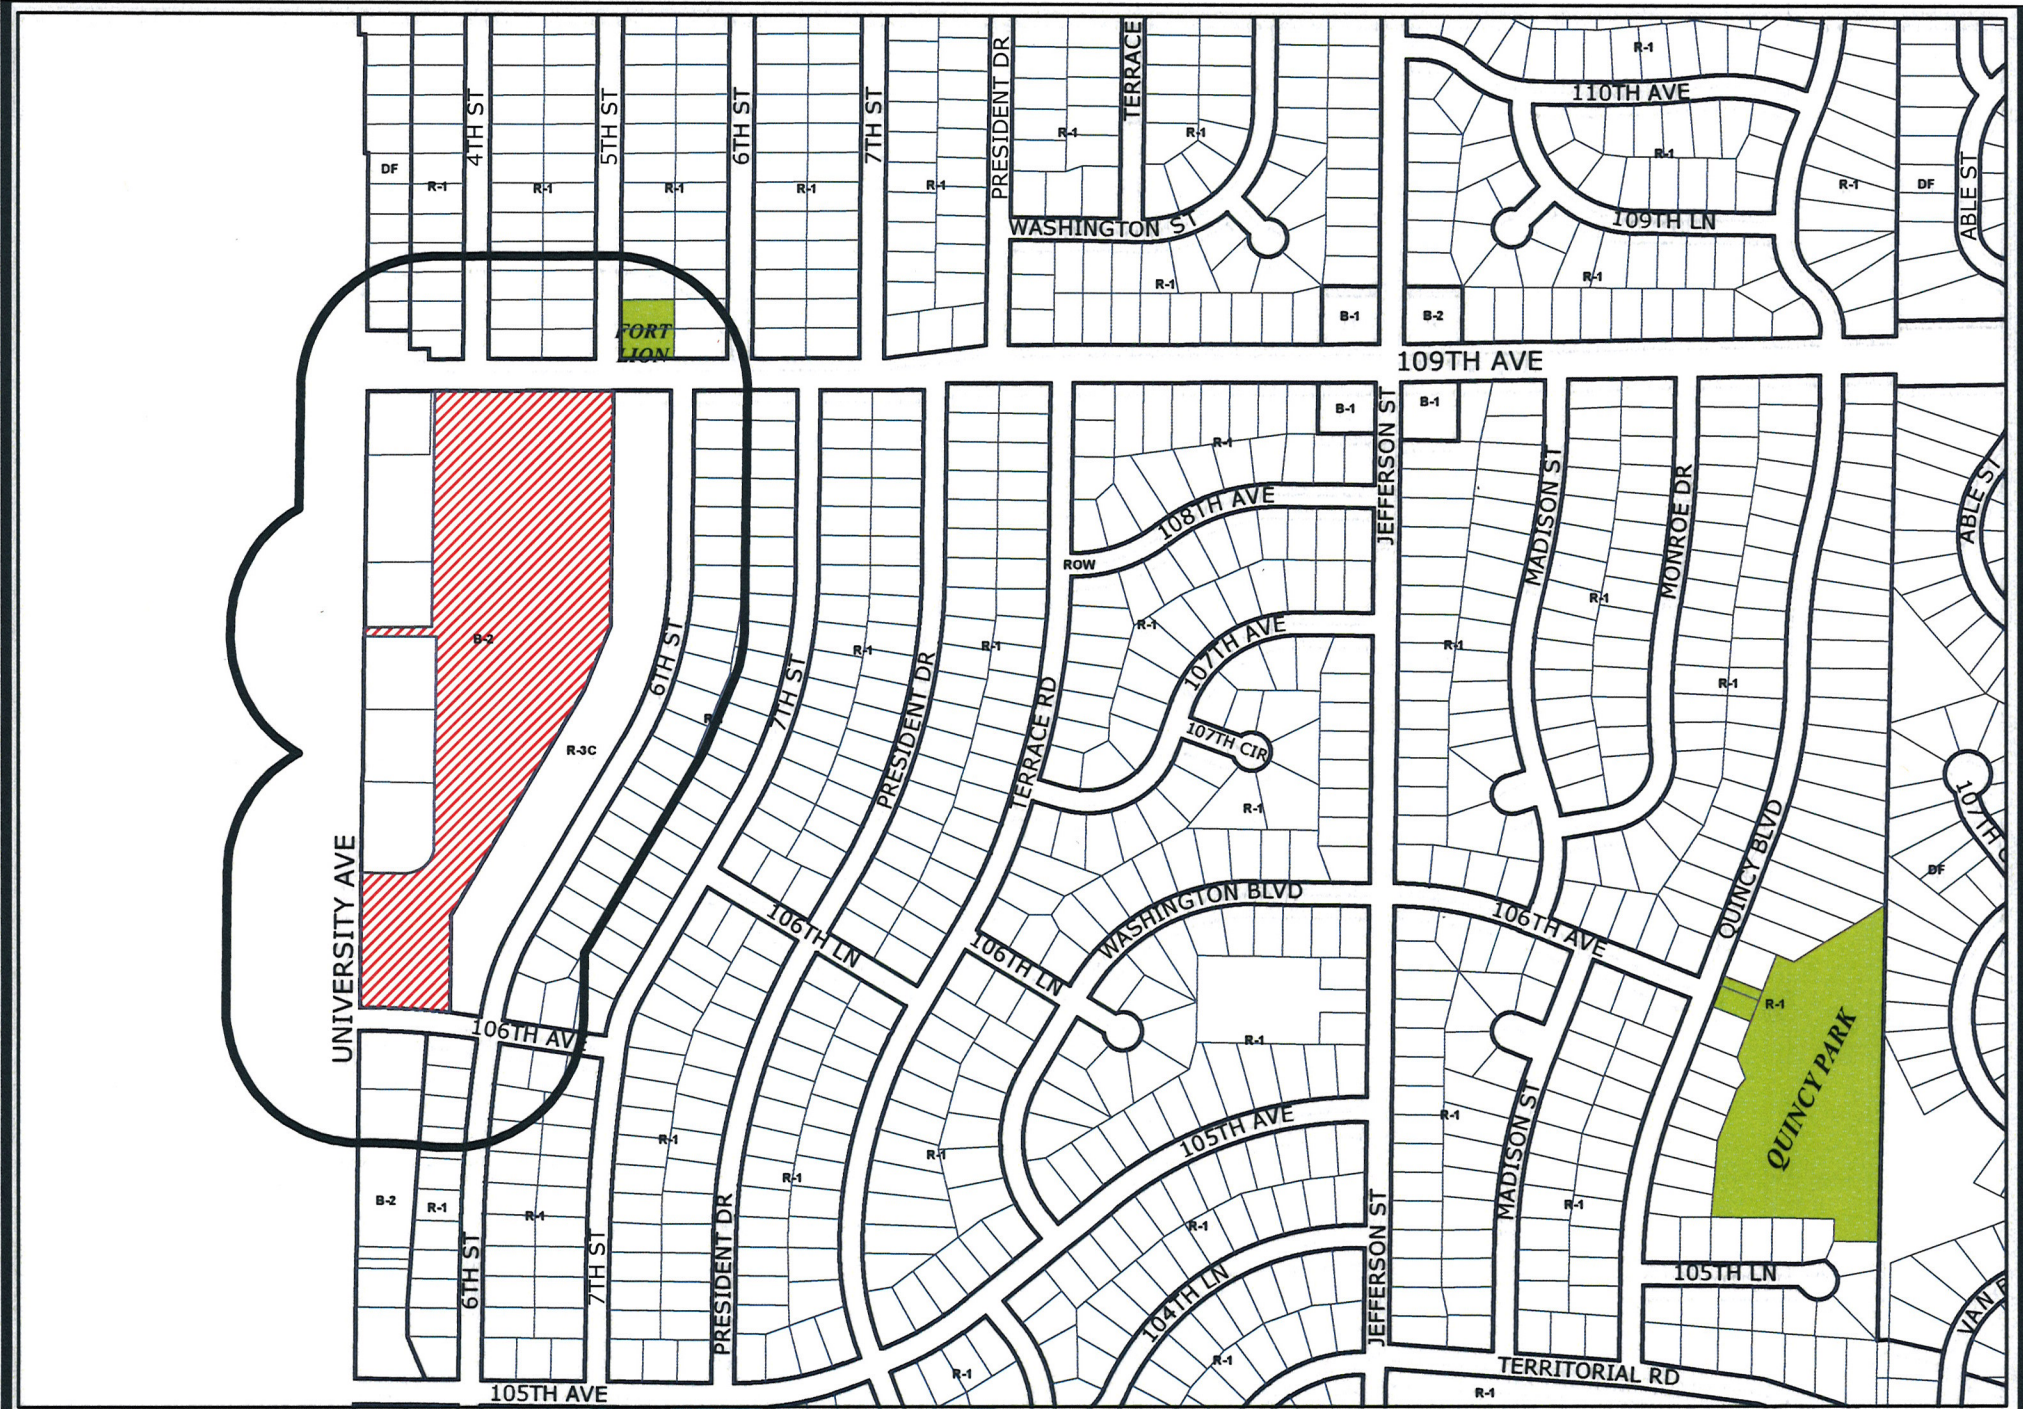 4TH ST
5TH ST
6TH ST
7TH ST
PRESIDENT DR
TERRACE
R-1
110TH AVE
R-1
R-1
R-1
DF
R-1
R-1
R-1
R-1
R-1
R-1
DF
ABLE ST
WASHINGTON ST
109TH LN
R-1
R-1
B-1
B-2
FORT
LION
109TH AVE
B-1
B-1
JEFFERSON ST
R-1
MADISON ST
MONROE DR
ABLE ST
108TH AVE
ROW
R-1
R-1
107TH AVE
B-2
6TH ST
R-1
R-1
R-1
R-1
7TH ST
PRESIDENT DR
TERRACE RD
R-3C
107TH CIR
R-1
107TH
UNIVERSITY AVE
QUINCY BLVD
DF
WASHINGTON BLVD
106TH LN
106TH LN
106TH AVE
R-1
106TH AVE
R-1
QUINCY PARK
R-1
R-1
105TH AVE
R-1
R-1
MADISON ST
B-2
R-1
R-1
R-1
R-1
6TH ST
7TH ST
PRESIDENT DR
JEFFERSON ST
104TH LN
105TH LN
VAN
R-1
R-1
TERRITORIAL RD
105TH AVE
R-1